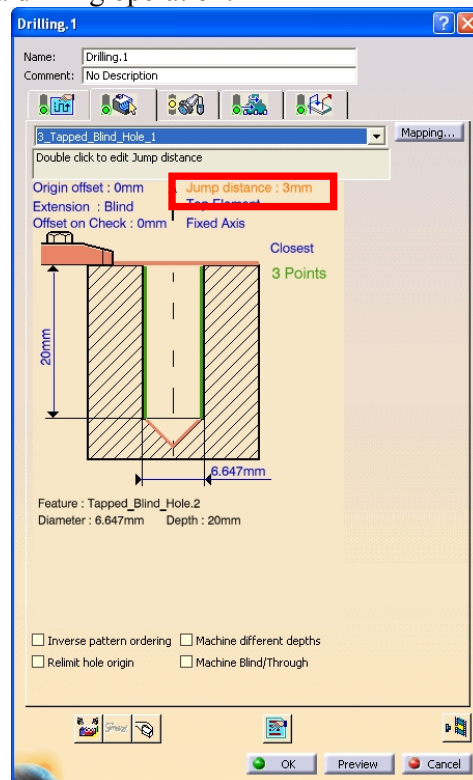 operation.
Drilling.1
Name: Drilling.1
Comment: No Description
3_Tapped_Blind_Hole_1 Mapping...
Double click to edit Jump distance
Origin offset : 0mm Jump distance : 3mm
Extension : Blind Top Element
Offset on Check : 0mm Fixed Axis
Closest
3 Points
20mm
6.647mm
Feature : Tapped_Blind_Hole.2
Diameter : 6.647mm Depth : 20mm
Inverse pattern ordering Machine different depths
Relimit hole origin Machine Blind/Through
OK Preview Cancel